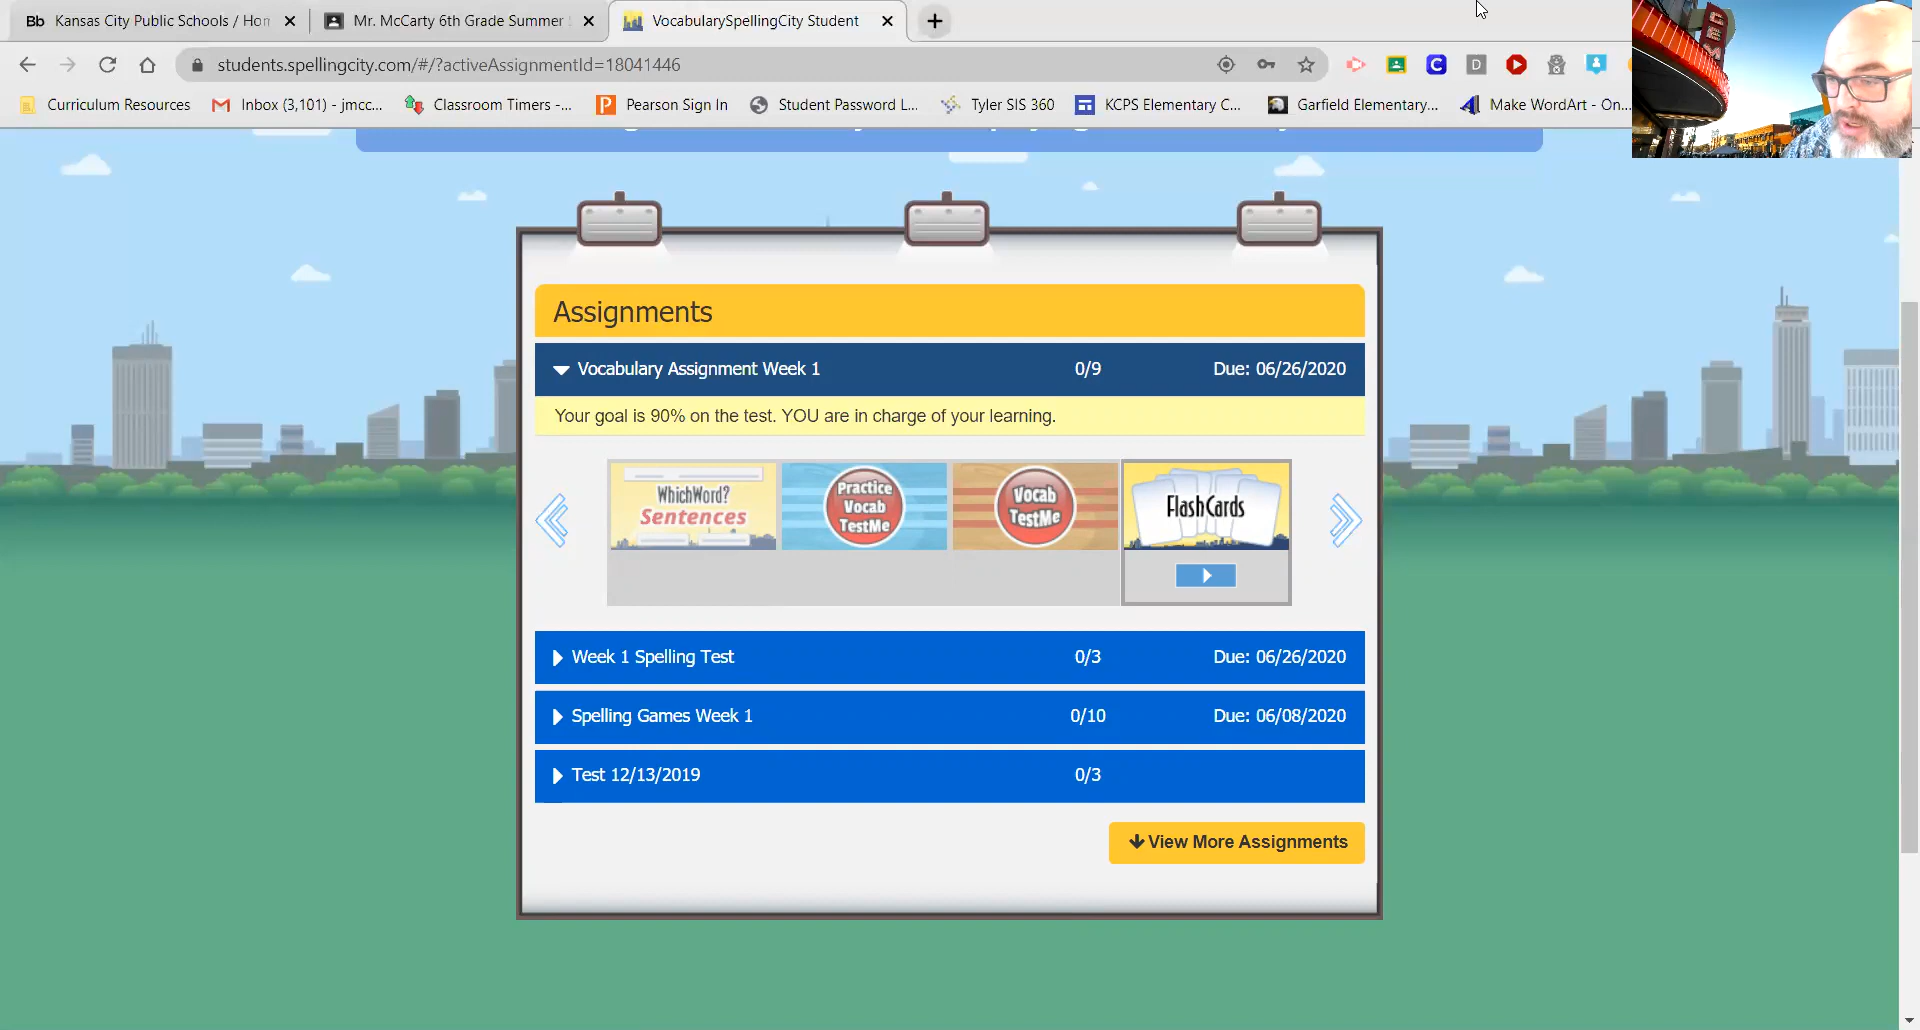 Bb Kansas City Public Schools / Hon
Mr. McCarty 6th Grade Summer
VocabularySpellingCity Student
students.spellingcity.com/#/?activeAssignmentId=18041446
Curriculum Resources
Inbox (3,101) - jmcc...
Classroom Timers -...
Pearson Sign In
Student Password L...
Tyler SIS 360
KCPS Elementary C...
Garfield Elementary...
Make WordArt - On...
Assignments
Vocabulary Assignment Week 1 0/9 Due: 06/26/2020
Your goal is 90% on the test. YOU are in charge of your learning.
WhichWord?
Sentences
Practice
Vocab
TestMe
Vocab
TestMe
FlashCards
Week 1 Spelling Test 0/3 Due: 06/26/2020
Spelling Games Week 1 0/10 Due: 06/08/2020
Test 12/13/2019 0/3
View More Assignments